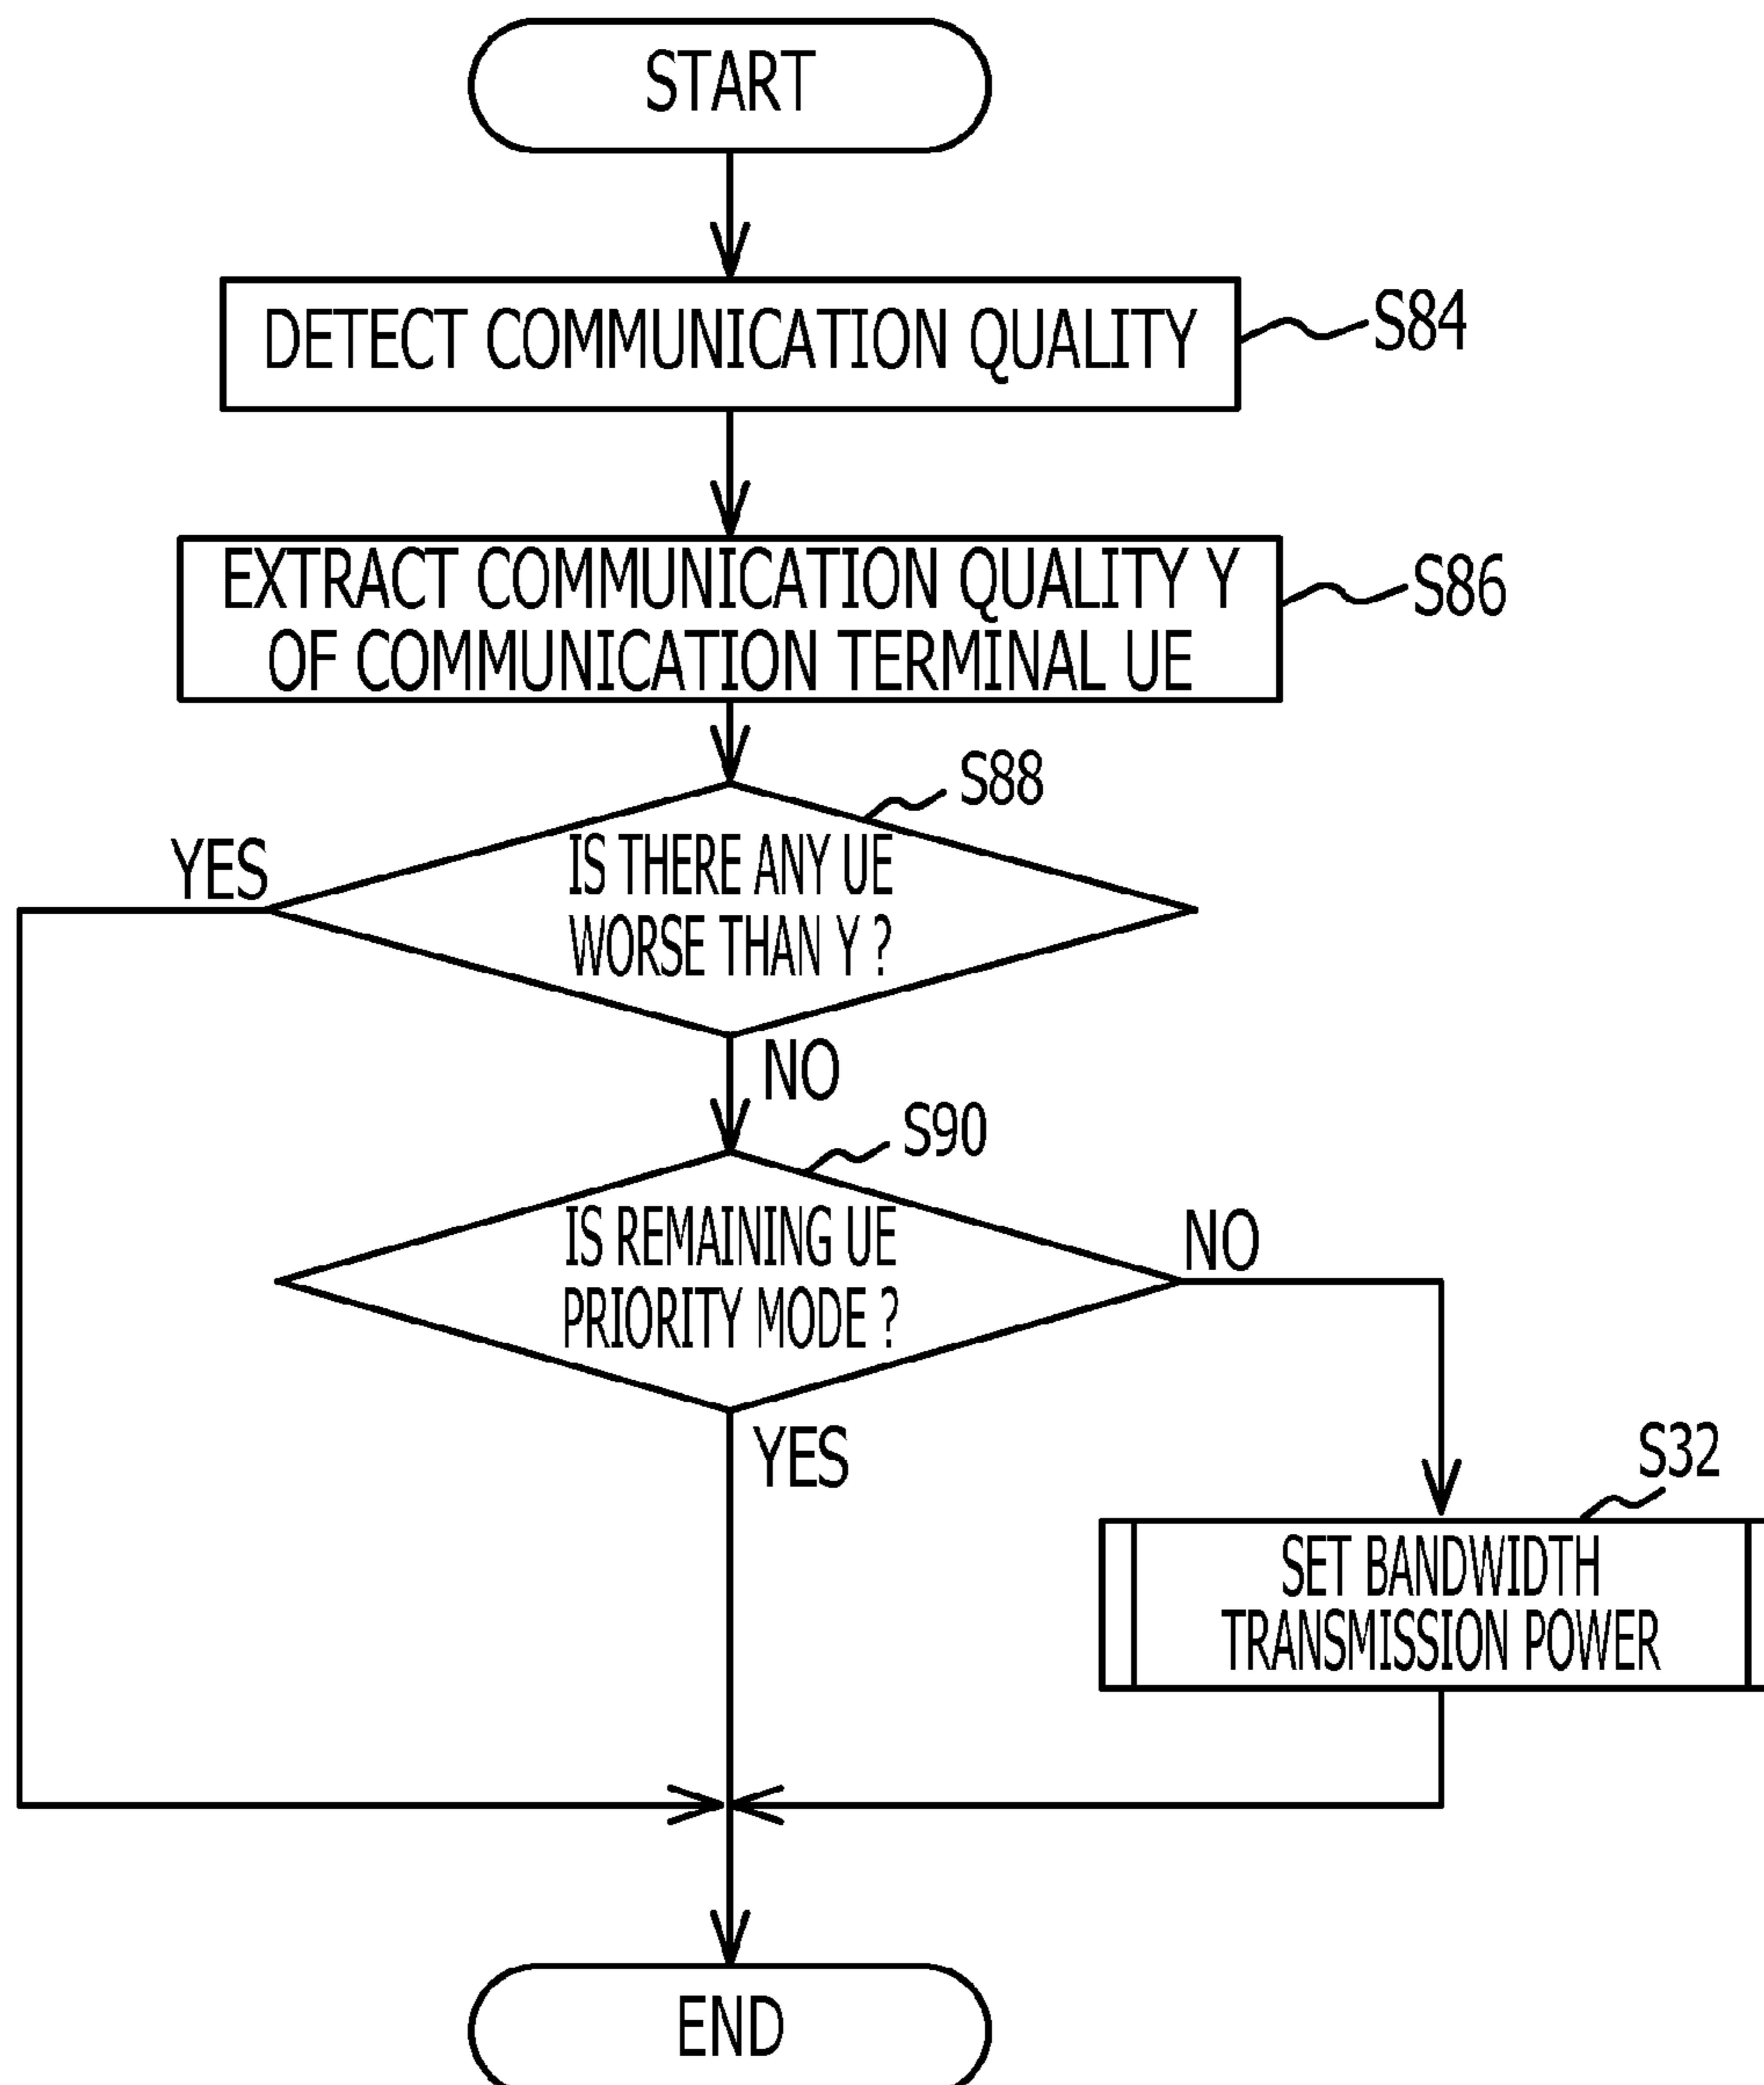 START
DETECT COMMUNICATION QUALITY
S84
EXTRACT COMMUNICATION QUALITY Y
OF COMMUNICATION TERMINAL UE
S86
S88
YES
IS THERE ANY UE
WORSE THAN Y ?
NO
S90
IS REMAINING UE
PRIORITY MODE ?
NO
YES
S32
SET BANDWIDTH
TRANSMISSION POWER
END